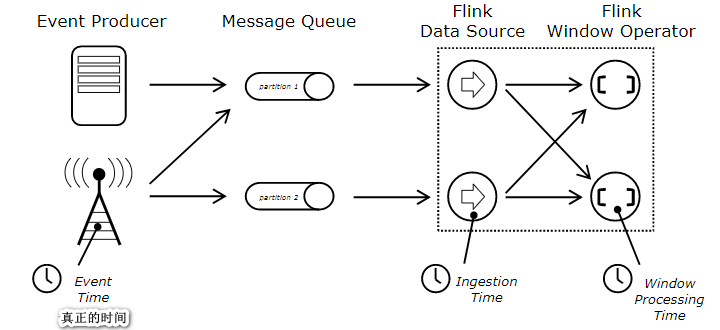 Event Producer
Message Queue
Flink
Data Source
Flink
Window Operator
partition 1
partition 2
Event
Time
真正的时间
Ingestion
Time
Window
Processing
Time